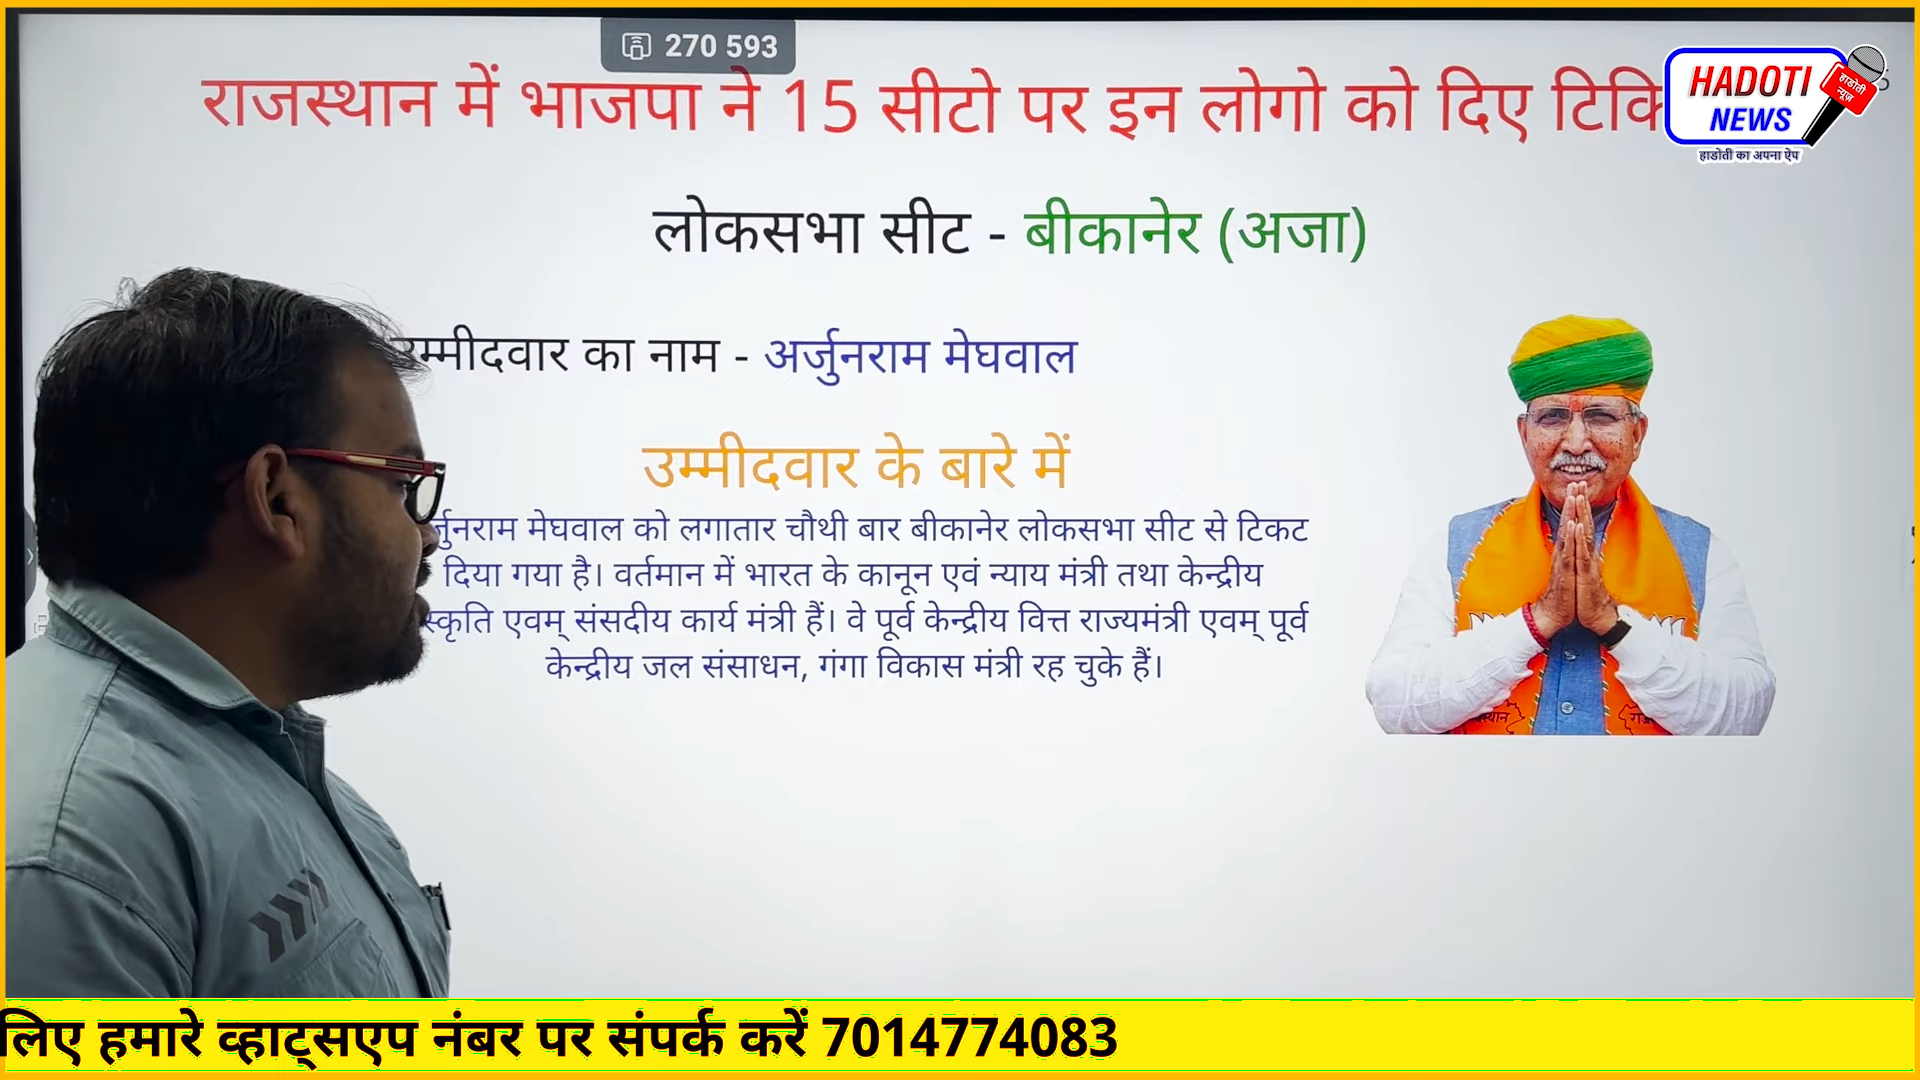 270 593
राजस्थान में भाजपा ने 15 सीटो पर इन लोगो को दिए
HADOTI
NEWS
हाडोती न्यूज़
हाडोती का अपना ऐप
लोकसभा सीट - बीकानेर (अजा)
उम्मीदवार का नाम - अर्जुनराम मेघवाल
उम्मीदवार के बारे में
मेघवाल को लगातार चौथी बार बीकानेर लोकसभा सीट से टिकट
दिया गया है। वर्तमान में भारत के कानून एवं न्याय मंत्री तथा केन्द्रीय
एवम् संसदीय कार्य मंत्री हैं। वे पूर्व केन्द्रीय वित्त राज्यमंत्री एवम् पूर्व
केन्द्रीय जल संसाधन, गंगा विकास मंत्री रह चुके हैं।
लिए हमारे व्हाट्सएप नंबर पर संपर्क करें 7014774083